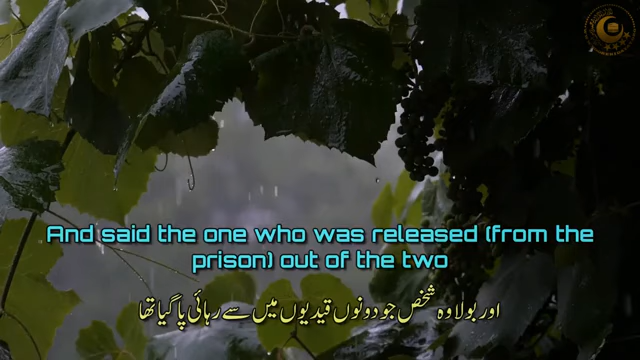 And said the one who was released (from the
prison) out of the two
اور بولا وہ شخص جو دونوں قیدیوں میں سے رہائی پا گیا تھا